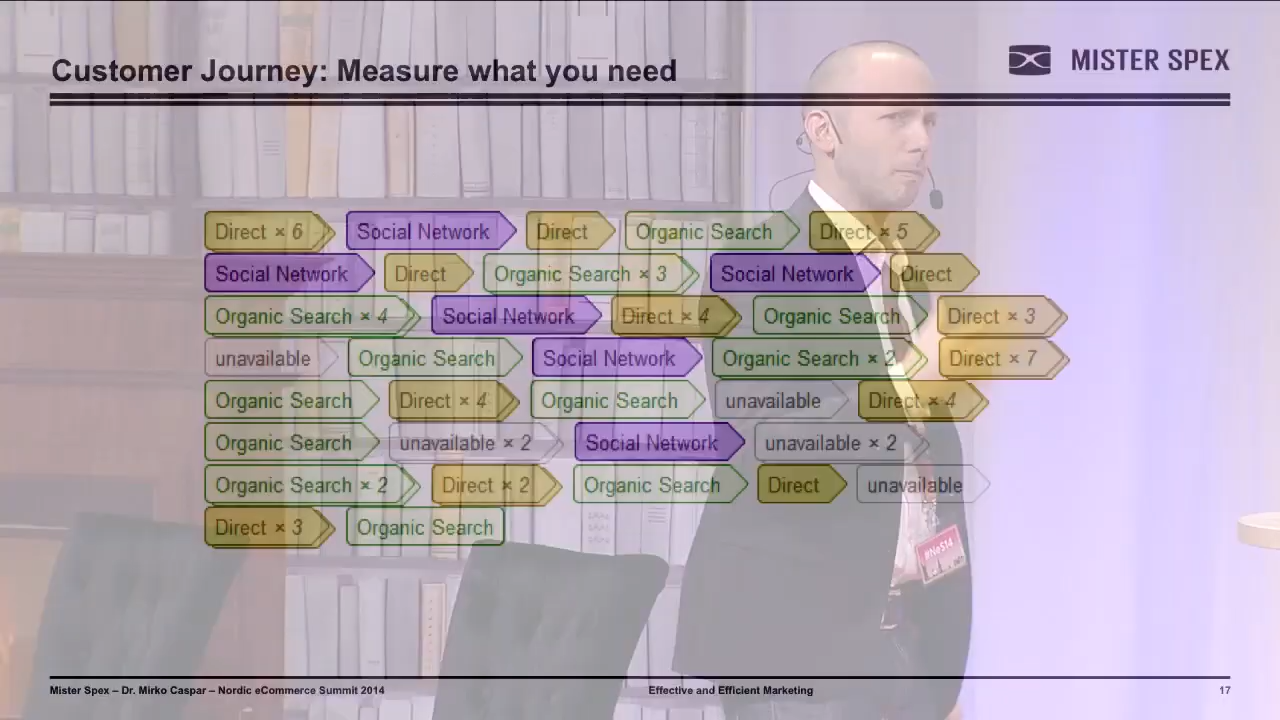 Customer Journey: Measure what you need
MISTER SPEX
Direct × 6 Social Network Direct Organic Search Direct × 5
Social Network Direct Organic Search × 3 Social Network Direct
Organic Search × 4 Social Network Direct × 4 Organic Search Direct × 3
unavailable Organic Search Social Network Organic Search × 2 Direct × 7
Organic Search Direct × 4 Organic Search unavailable Direct × 4
Organic Search unavailable × 2 Social Network unavailable × 2
Organic Search × 2 Direct × 2 Organic Search Direct unavailable
Direct × 3 Organic Search
#NeS14
Mister Spex – Dr. Mirko Caspar – Nordic eCommerce Summit 2014 Effective and Efficient Marketing 17